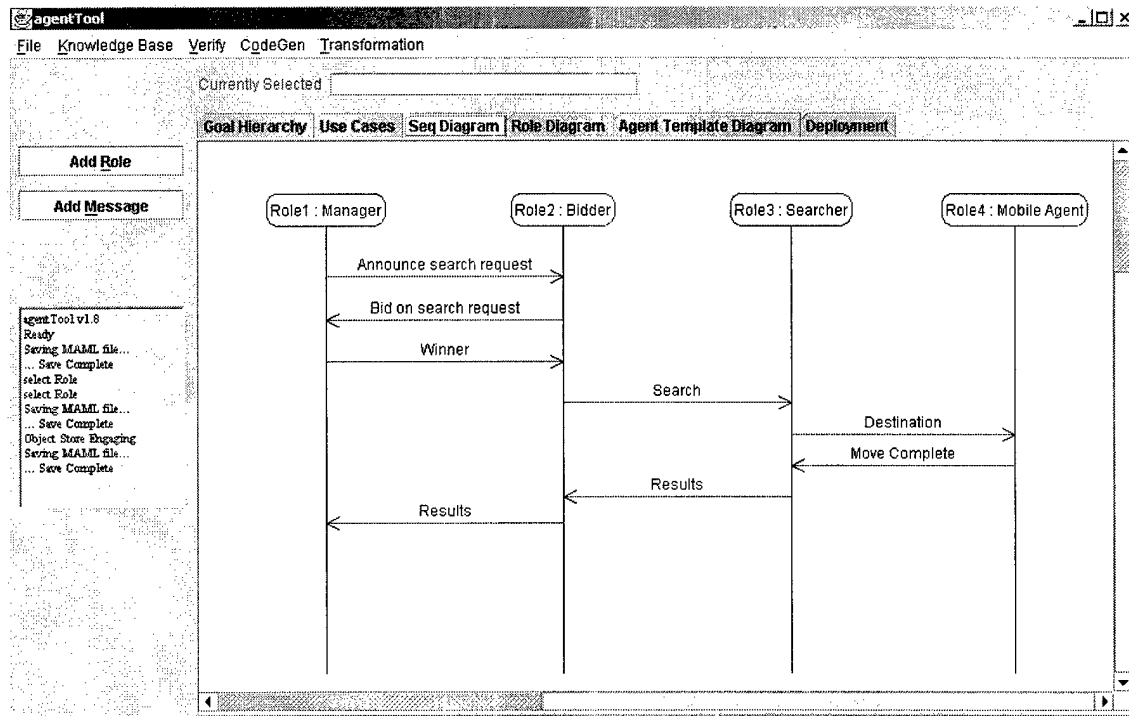 agentTool
File Knowledge Base Verify CodeGen Transformation
Currently Selected
Goal Hierarchy Use Cases Seq Diagram Role Diagram Agent Template Diagram Deployment
Add Role
Add Message
Role1 : Manager Role2 : Bidder Role3 : Searcher Role4 : Mobile Agent
Announce search request
Bid on search request
Winner
Search
Destination
Move Complete
Results
Results
agentTool v1.8
Ready
Saving MAML file...
... Save Complete
select Role
select Role
Saving MAML file...
... Save Complete
Object Store Engaging
Saving MAML file...
... Save Complete